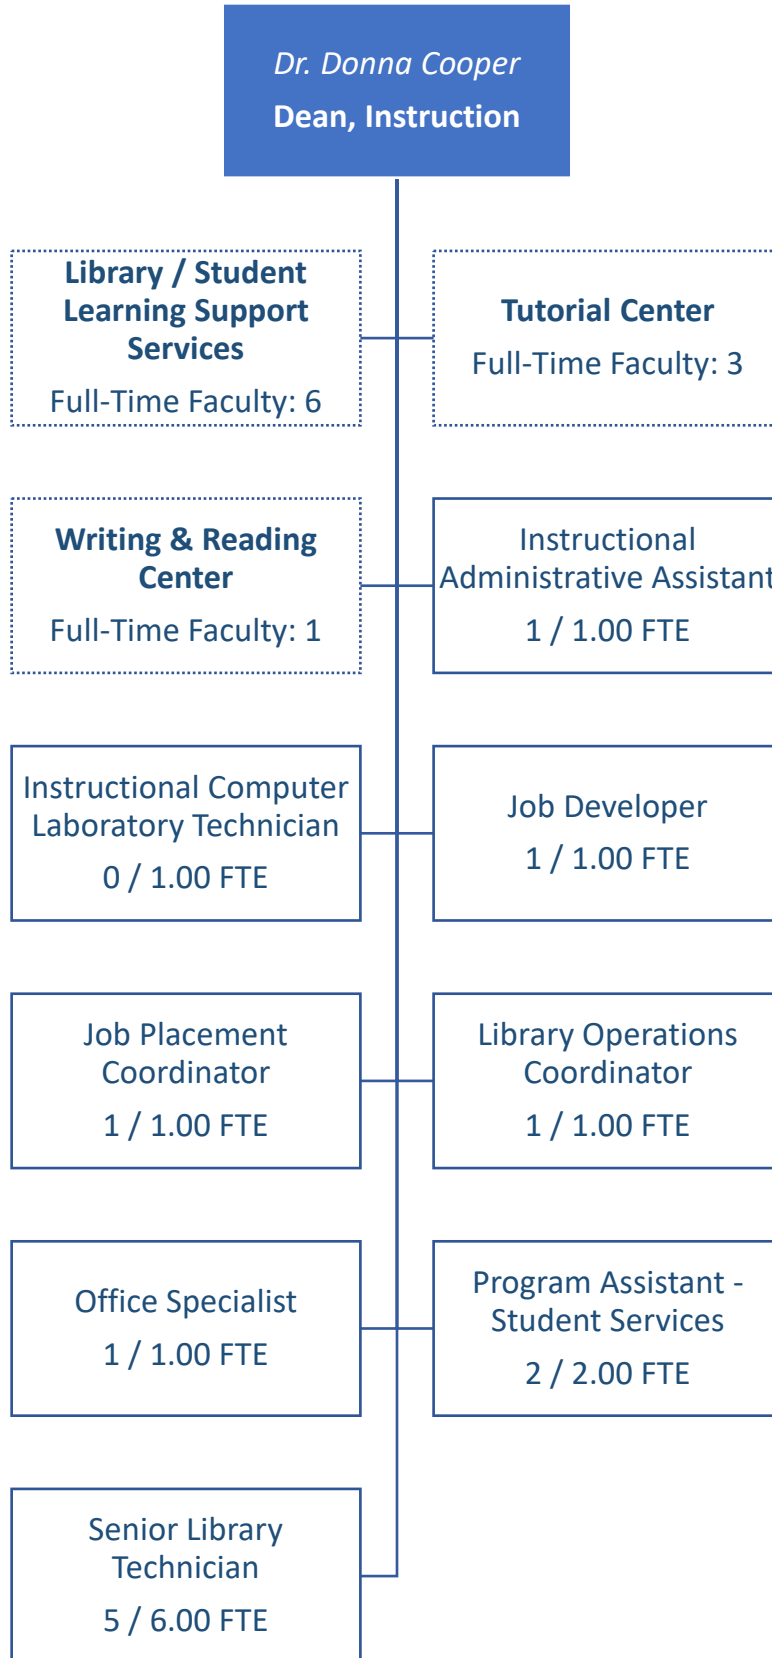 Dr. Donna Cooper
Dean, Instruction
Library / Student
Learning Support
Services
Full-Time Faculty: 6
Tutorial Center
Full-Time Faculty: 3
Writing & Reading
Center
Full-Time Faculty: 1
Instructional
Administrative Assistant
1 / 1.00 FTE
Instructional Computer
Laboratory Technician
0 / 1.00 FTE
Job Developer
1 / 1.00 FTE
Job Placement
Coordinator
1 / 1.00 FTE
Library Operations
Coordinator
1 / 1.00 FTE
Office Specialist
1 / 1.00 FTE
Program Assistant -
Student Services
2 / 2.00 FTE
Senior Library
Technician
5 / 6.00 FTE